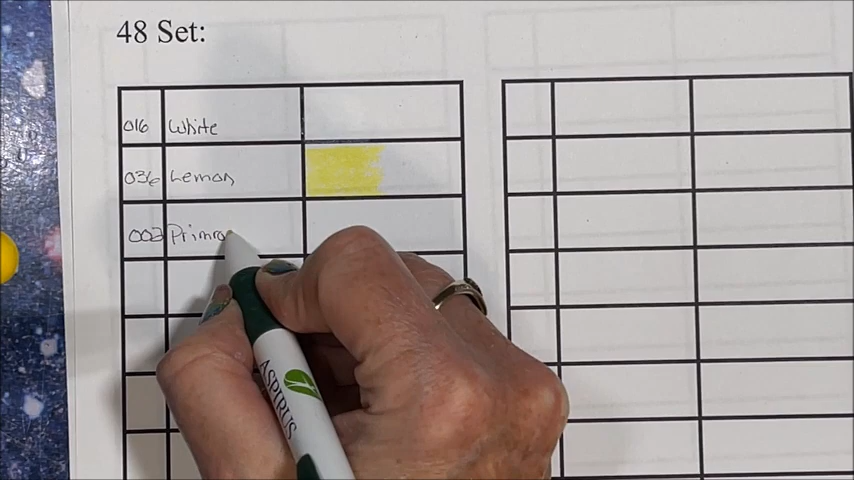 48 Set:
016 White
036 Lemon
002 Primro
ASPIRUS